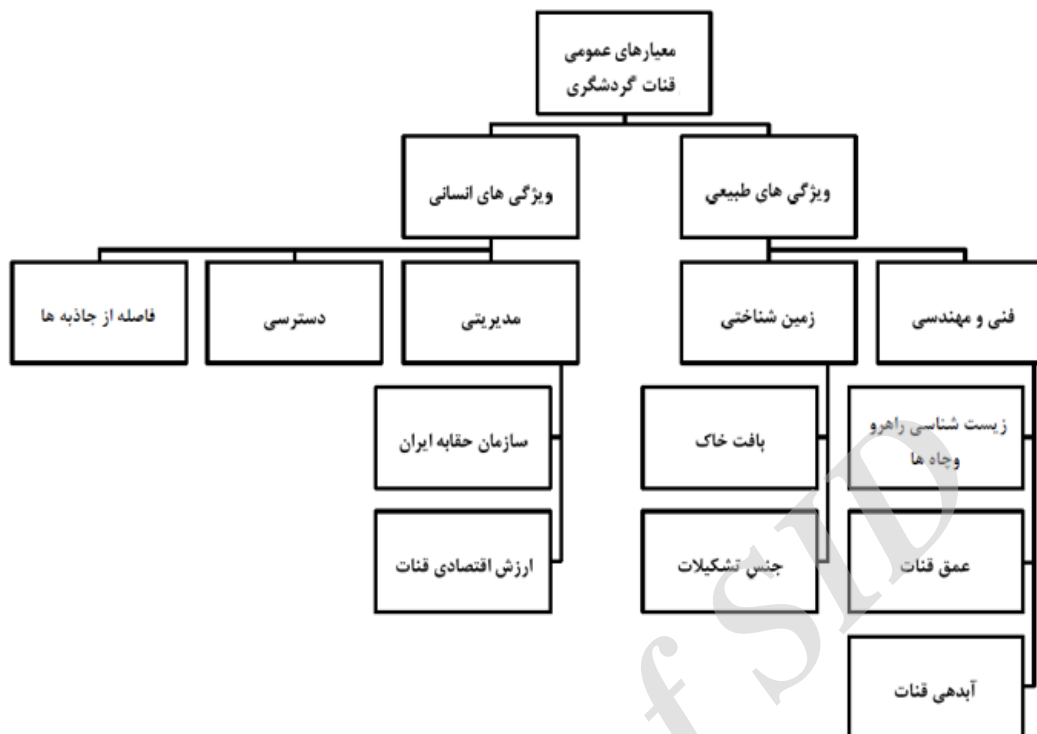 معیارهای عمومی
قنات گردشگری
ویژگی های طبیعی
ویژگی های انسانی
فنی و مهندسی
زمین شناختی
مدیریتی
دسترسی
فاصله از جاذبه ها
زیست شناسی راهرو
وچاه ها
بافت خاک
سازمان حقابه ایران
عمق قنات
جنس تشکیلات
ارزش اقتصادی قنات
آبدهی قنات
f SID